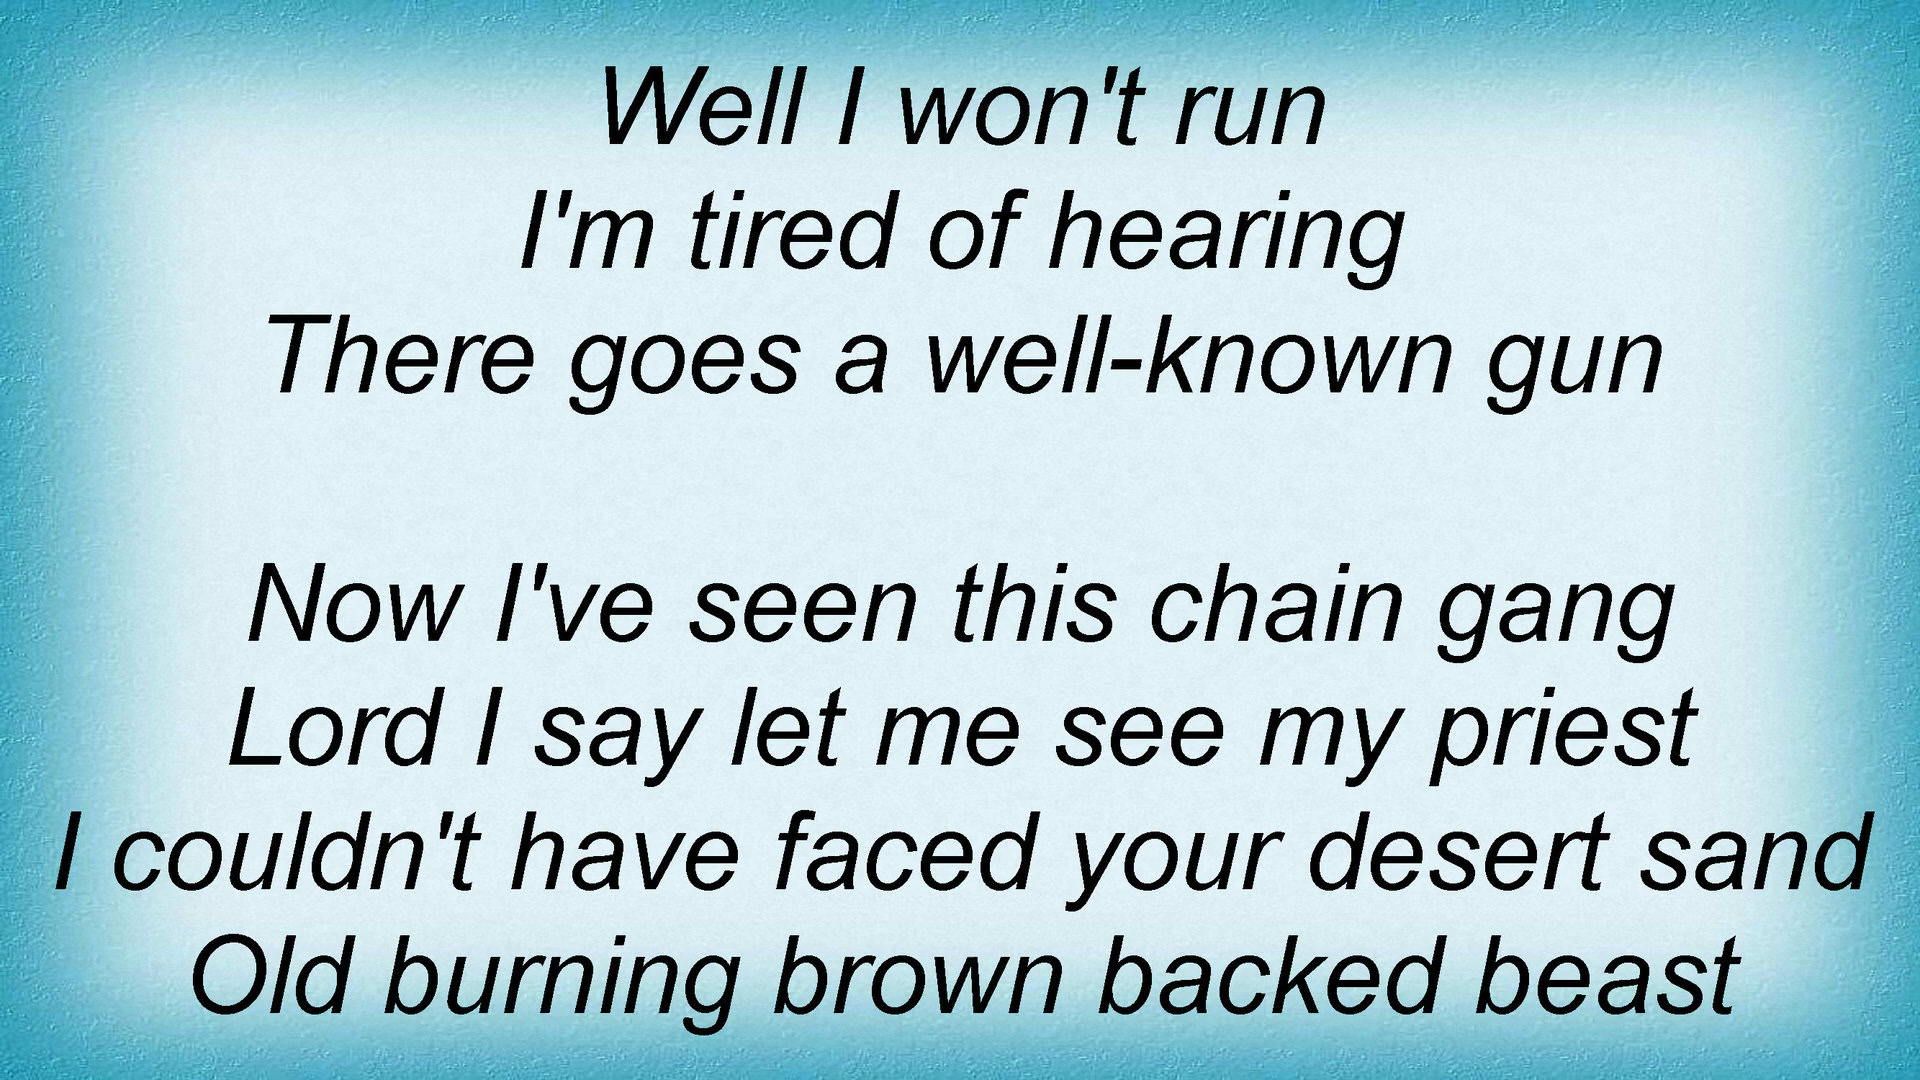 Well I won't run
I'm tired of hearing
There goes a well-known gun
Now I've seen this chain gang
Lord I say let me see my priest
I couldn't have faced your desert sand
Old burning brown backed beast